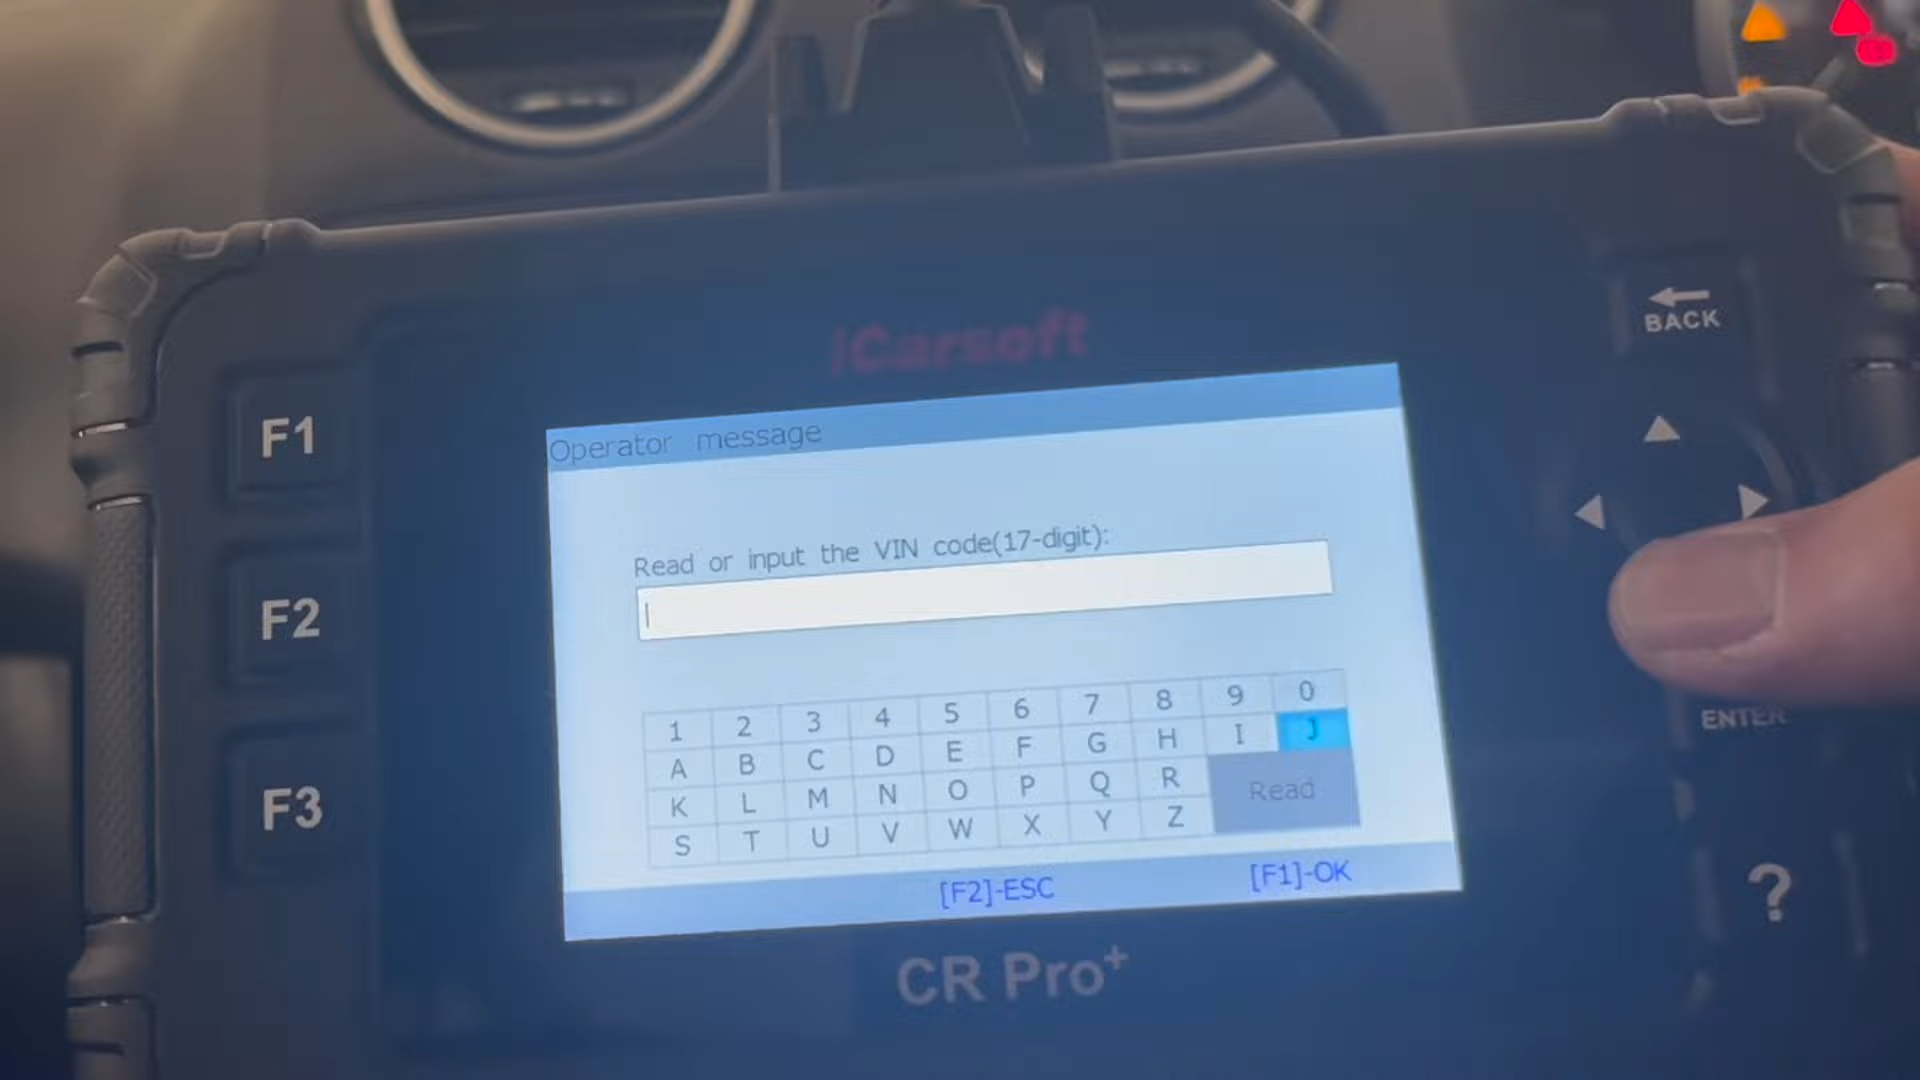 iCarsoft
BACK
F1
F2
F3
Operator message
Read or input the VIN code(17-digit):
1 2 3 4 5 6 7 8 9 0
A B C D E F G H I J
K L M N O P Q R Read
S T U V W X Y Z
[F2]-ESC [F1]-OK
ENTER
?
CR Pro+